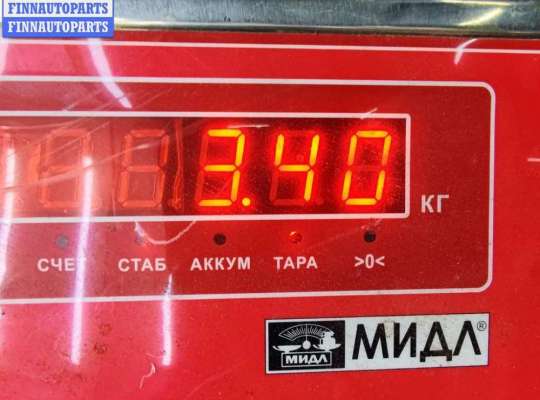 FINNAUTOPARTS
FINNAUTOPARTS
3.40 КГ
СЧЕТ СТАБ АККУМ ТАРА >0<
МИДЛ МИДЛ®